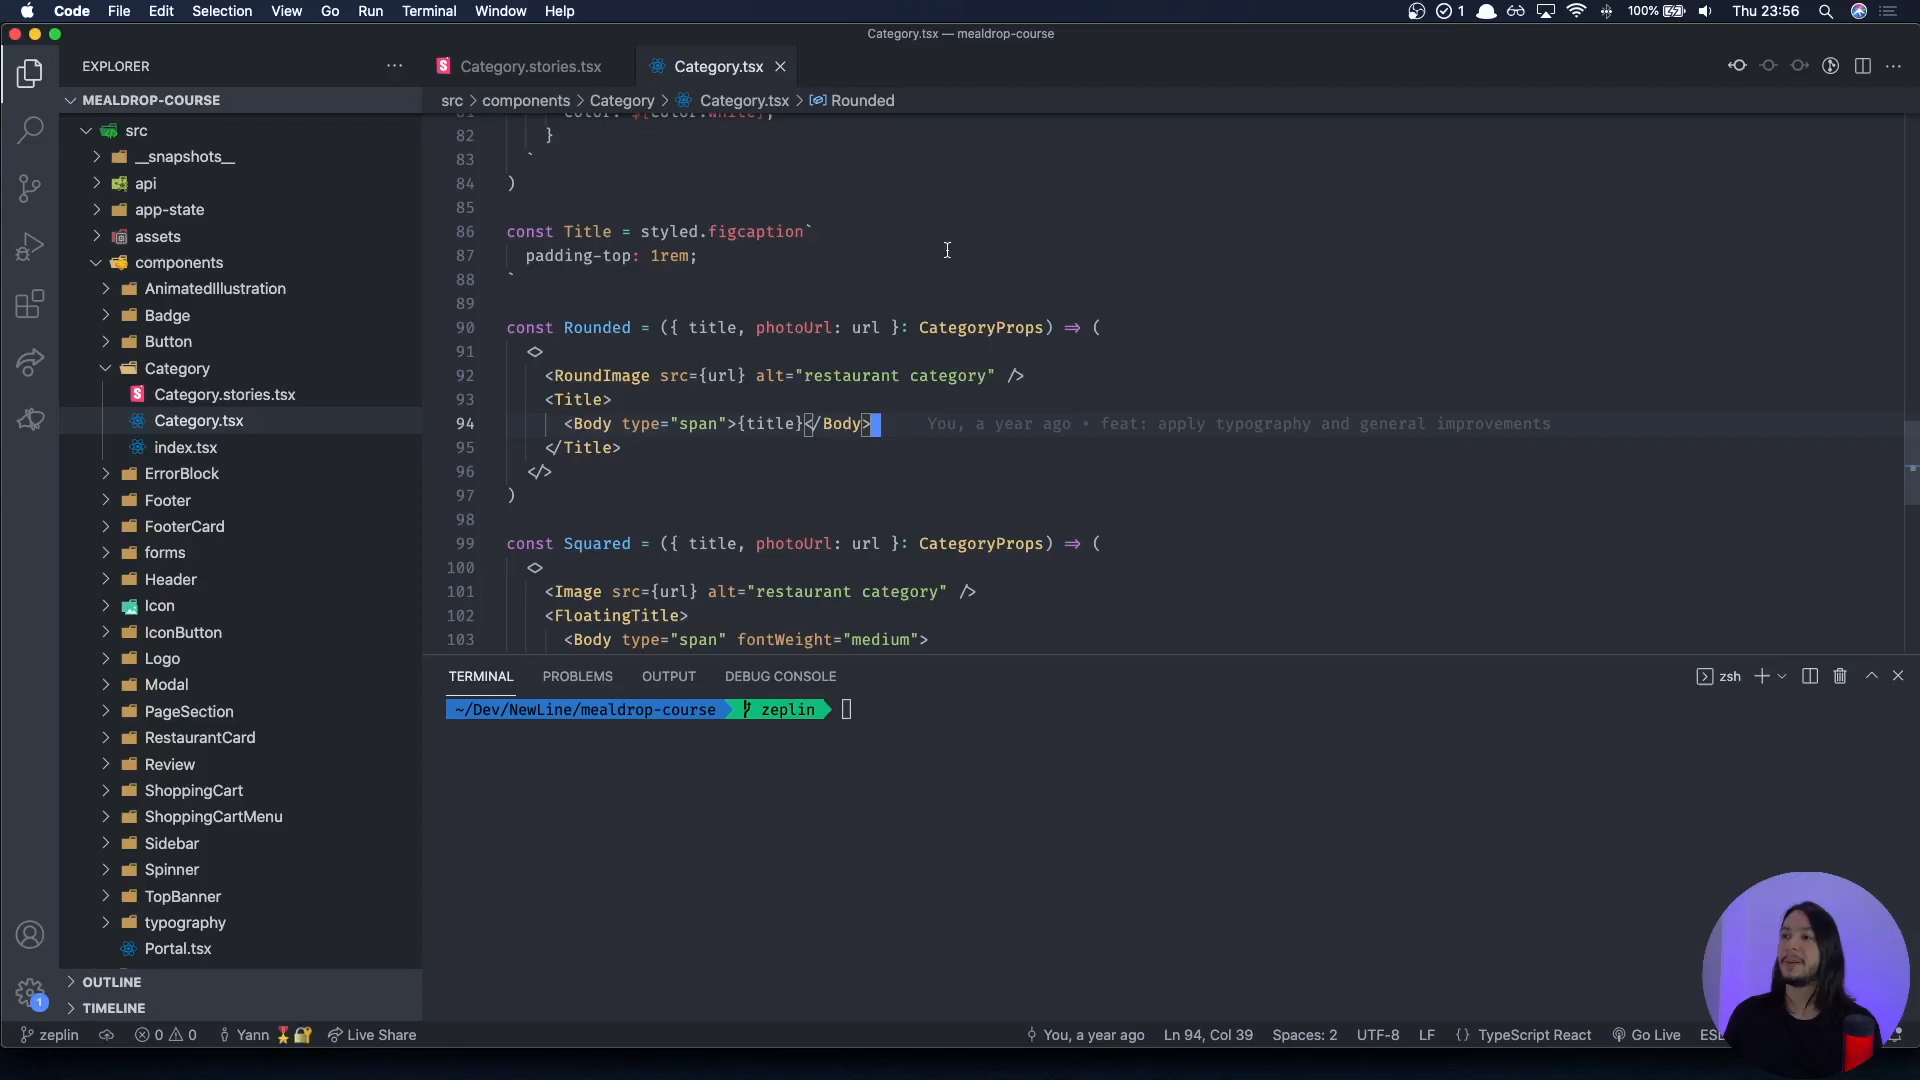 Code File Edit Selection View Go Run Terminal Window Help
1 100% Thu 23:56
Category.tsx — mealdrop-course
EXPLORER
Category.stories.tsx
Category.tsx
MEALDROP-COURSE
src > components > Category > Category.tsx > Rounded
src
__snapshots__
api
app-state
assets
components
AnimatedIllustration
Badge
Button
Category
Category.stories.tsx
Category.tsx
index.tsx
ErrorBlock
Footer
FooterCard
forms
Header
Icon
IconButton
Logo
Modal
PageSection
RestaurantCard
Review
ShoppingCart
ShoppingCartMenu
Sidebar
Spinner
TopBanner
typography
Portal.tsx
OUTLINE
TIMELINE
81 color: ${color.white};
82 }
83 `
84 )
85
86 const Title = styled.figcaption`
87 padding-top: 1rem;
88 `
89
90 const Rounded = ({ title, photoUrl: url }: CategoryProps) => (
91 <>
92 <RoundImage src={url} alt="restaurant category" />
93 <Title>
94 <Body type="span">{title}</Body> You, a year ago • feat: apply typography and general improvements
95 </Title>
96 </>
97 )
98
99 const Squared = ({ title, photoUrl: url }: CategoryProps) => (
100 <>
101 <Image src={url} alt="restaurant category" />
102 <FloatingTitle>
103 <Body type="span" fontWeight="medium">
TERMINAL PROBLEMS OUTPUT DEBUG CONSOLE zsh
~/Dev/NewLine/mealdrop-course zeplin
1
zeplin 0 0 Yann Live Share You, a year ago Ln 94, Col 39 Spaces: 2 UTF-8 LF {} TypeScript React Go Live